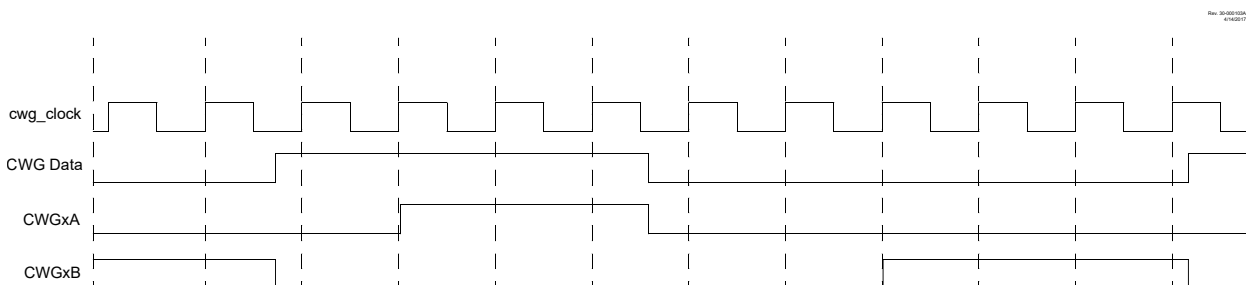 Rev. 30-000103A
4/14/2017
cwg_clock
CWG Data
CWGxA
CWGxB